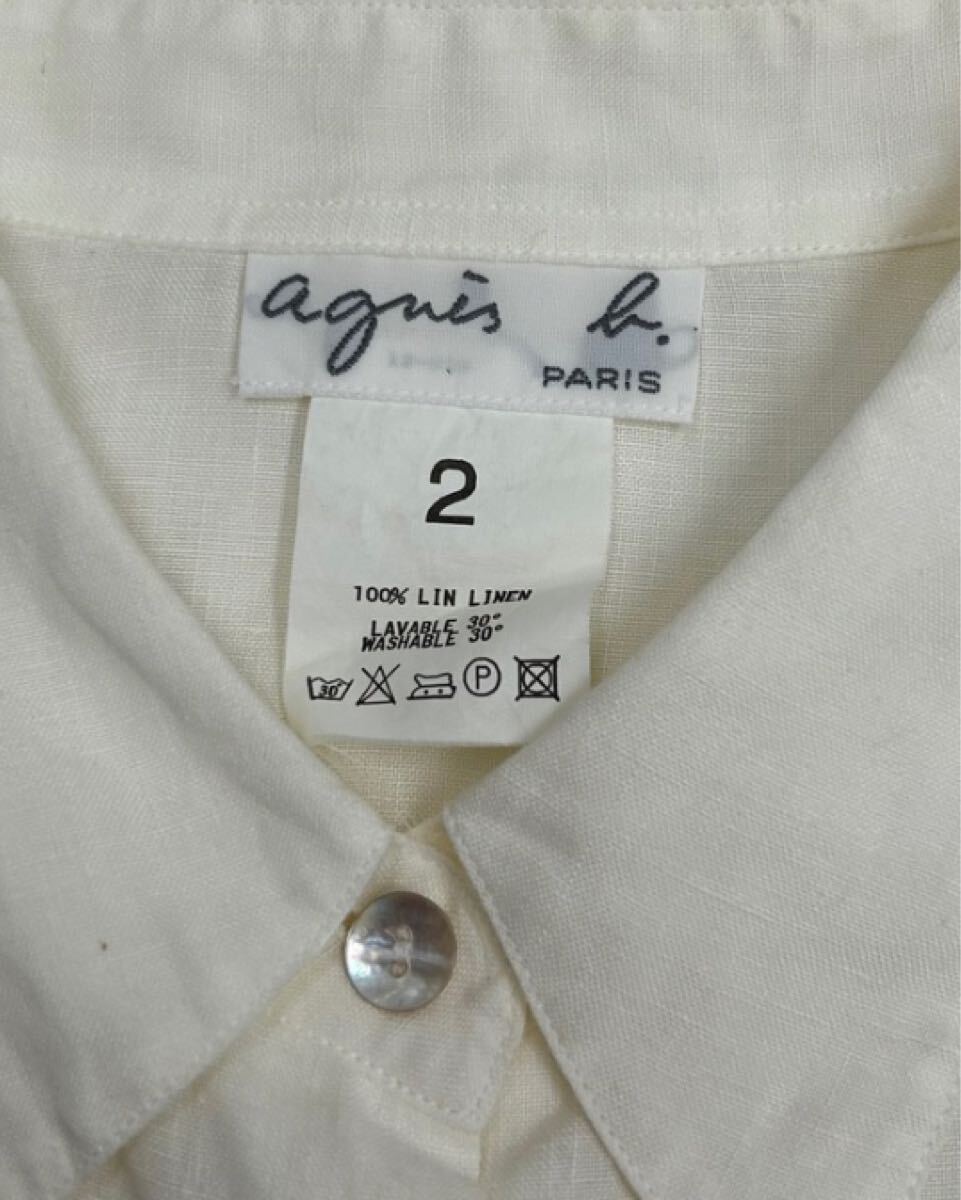 agnès b.
PARIS
2
100% LIN LINEN
LAVABLE 30°
WASHABLE 30°
30° P